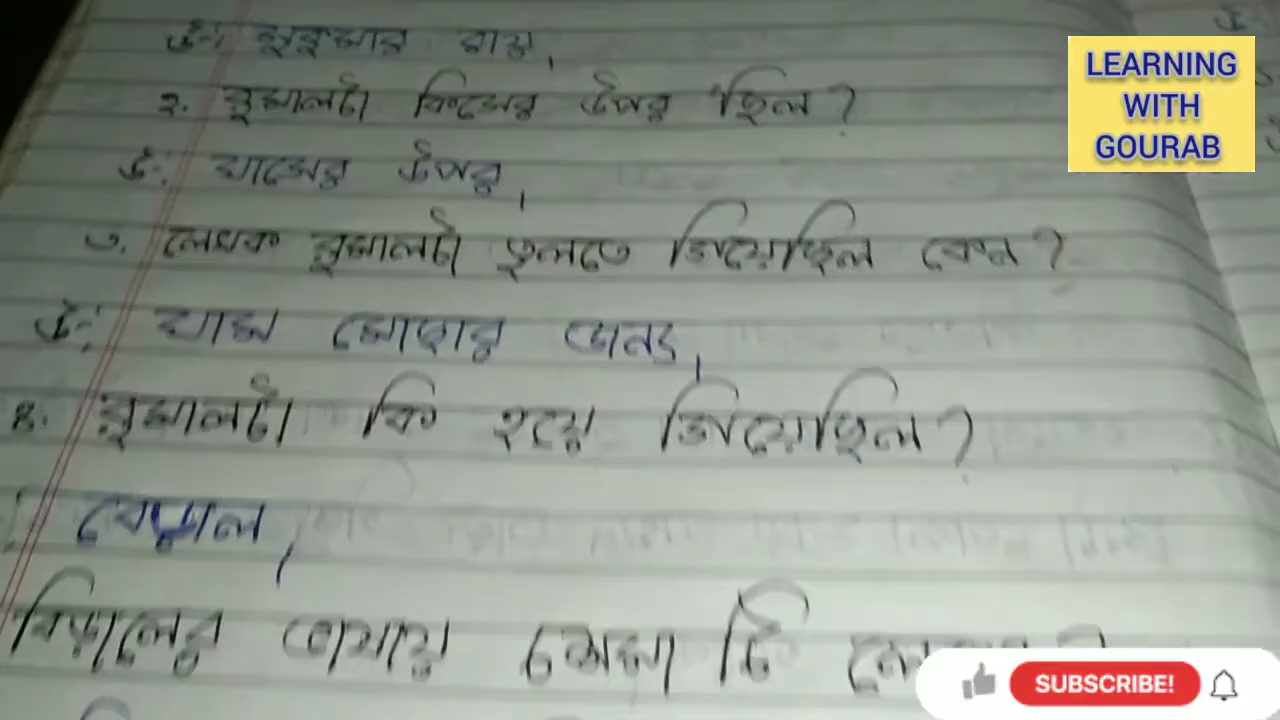 উঃ সুকুমার রায়।
২. রুমালটা কিসের উপর ছিল?
উঃ ঘাসের উপর।
৩. লেখক রুমালটা তুলতে গিয়েছিল কেন?
উঃ ঘাম মোছার জন্য।
৪. রুমালটা কি হয়ে গিয়েছিল?
বেড়াল।
বিড়ালের ভাষায় মেঘা টি
LEARNING
WITH
GOURAB
SUBSCRIBE!